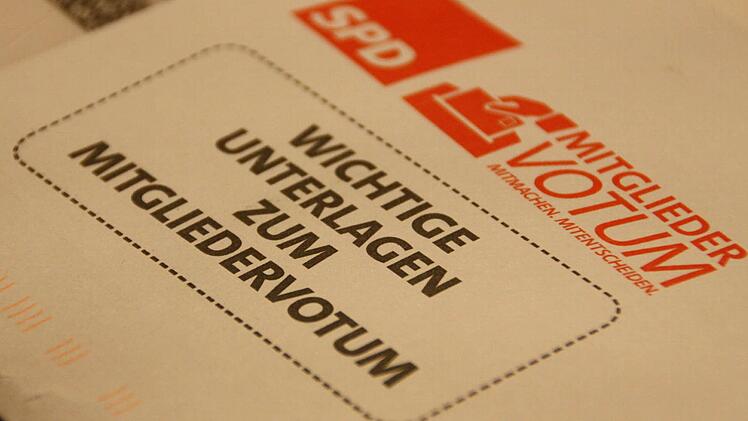 SPD
MITGLIEDER
VOTUM
MITMACHEN. MITENTSCHEIDEN.
WICHTIGE
UNTERLAGEN
ZUM
MITGLIEDERVOTUM